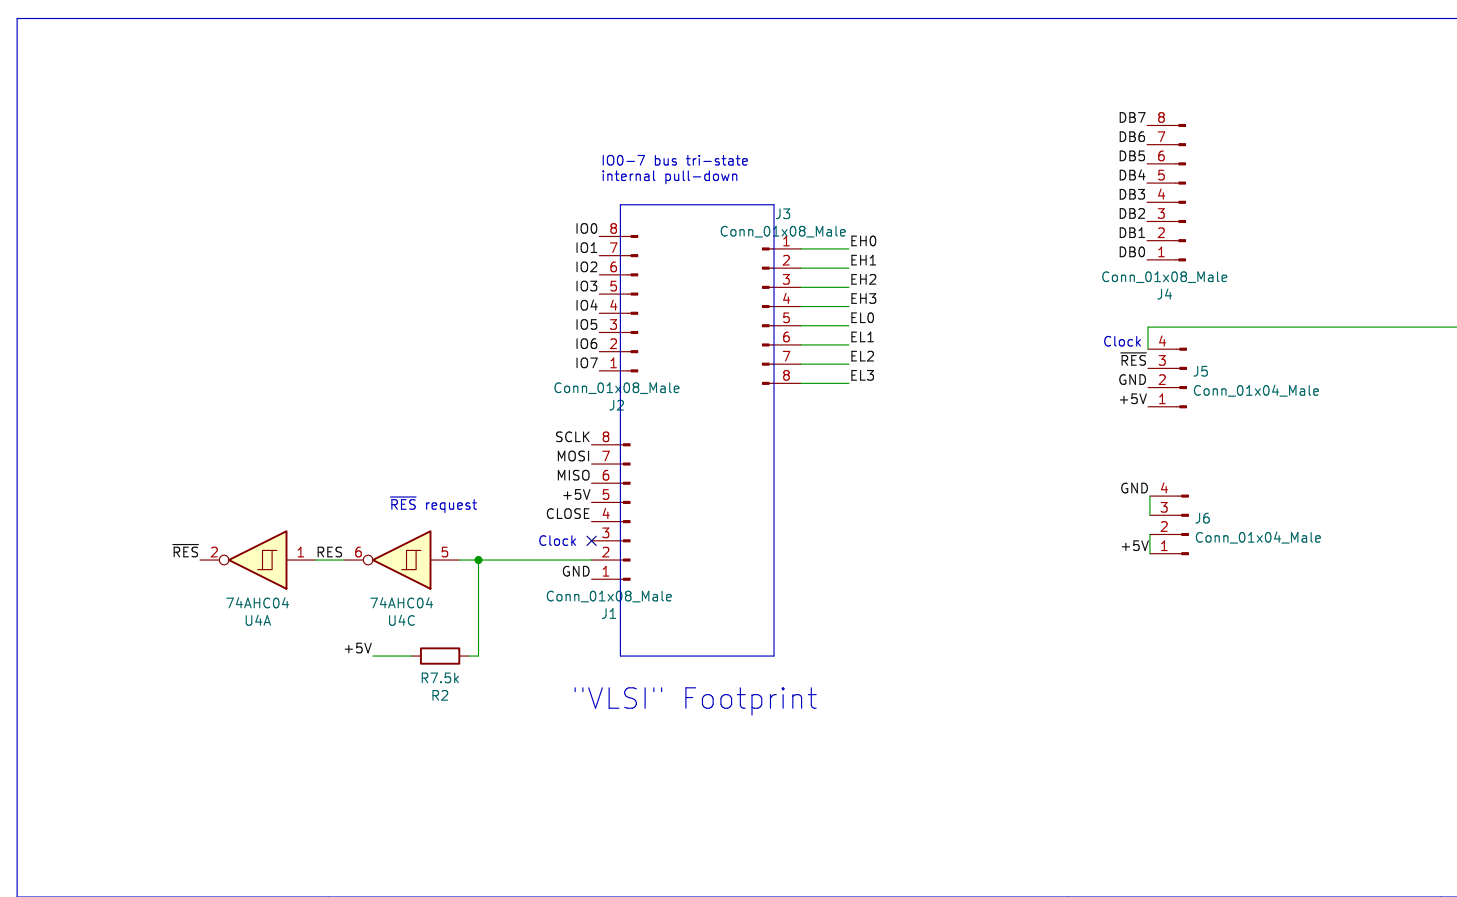 IO0-7 bus tri-state
internal pull-down
J3
Conn_01x08_Male
IO0 8
IO1 7
IO2 6
IO3 5
IO4 4
IO5 3
IO6 2
IO7 1
Conn_01x08_Male
J2
1 EH0
2 EH1
3 EH2
4 EH3
5 EL0
6 EL1
7 EL2
8 EL3
SCLK 8
MOSI 7
MISO 6
+5V 5
CLOSE 4
Clock 3
2
GND 1
Conn_01x08_Male
J1
RES request
RES 2
1 RES 6
5
74AHC04
U4A
74AHC04
U4C
+5V
R7.5k
R2
"VLSI" Footprint
DB7 8
DB6 7
DB5 6
DB4 5
DB3 4
DB2 3
DB1 2
DB0 1
Conn_01x08_Male
J4
Clock 4
RES 3
GND 2
+5V 1
J5
Conn_01x04_Male
GND 4
3
2
+5V 1
J6
Conn_01x04_Male